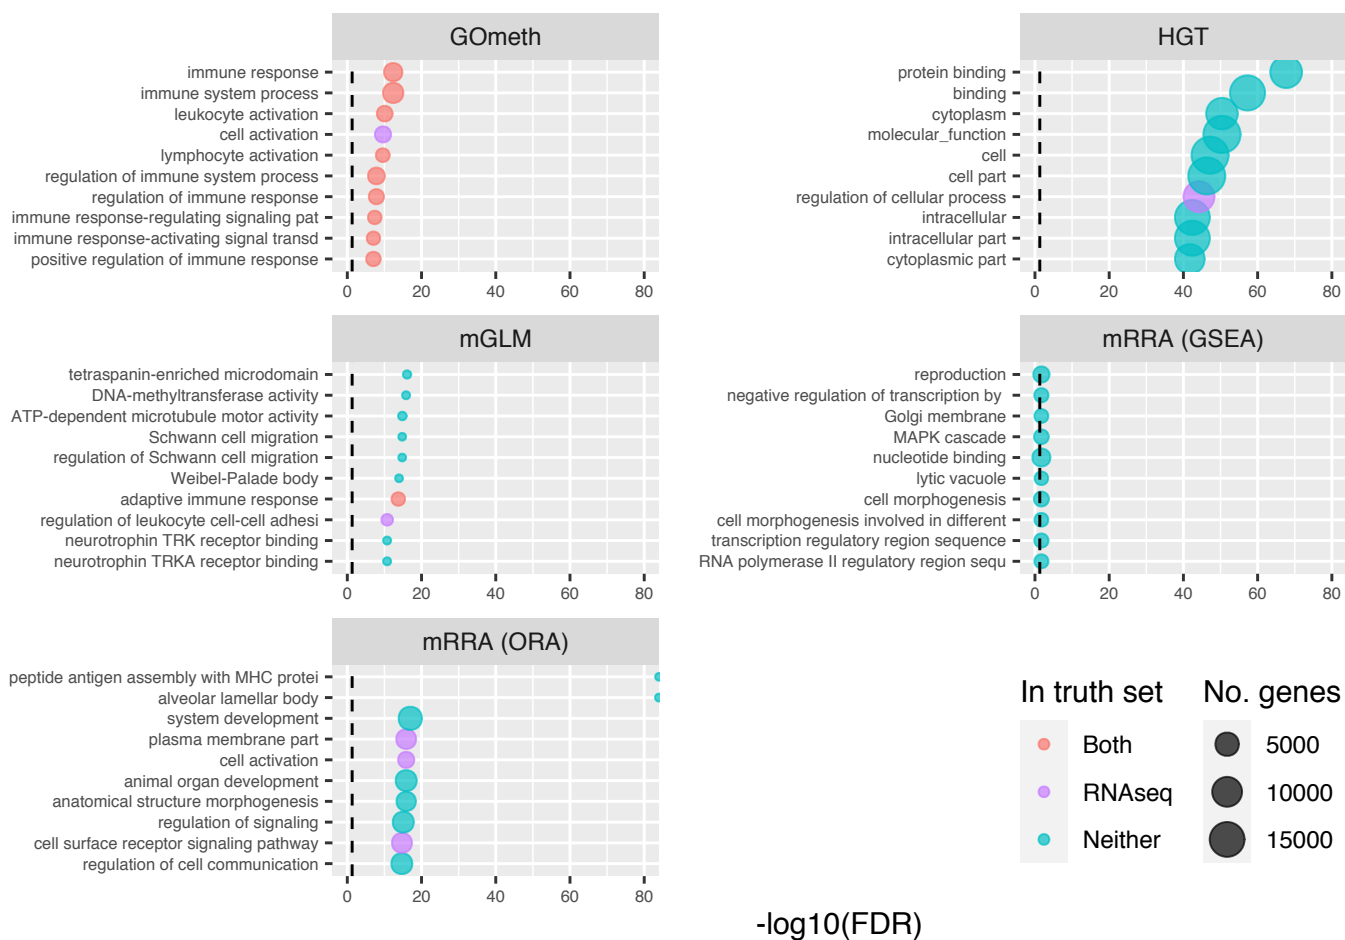 GOmeth
immune response
immune system process
leukocyte activation
cell activation
lymphocyte activation
regulation of immune system process
regulation of immune response
immune response-regulating signaling pat
immune response-activating signal transd
positive regulation of immune response
0 20 40 60 80
HGT
protein binding
binding
cytoplasm
molecular_function
cell
cell part
regulation of cellular process
intracellular
intracellular part
cytoplasmic part
0 20 40 60 80
mGLM
tetraspanin-enriched microdomain
DNA-methyltransferase activity
ATP-dependent microtubule motor activity
Schwann cell migration
regulation of Schwann cell migration
Weibel-Palade body
adaptive immune response
regulation of leukocyte cell-cell adhesi
neurotrophin TRK receptor binding
neurotrophin TRKA receptor binding
0 20 40 60 80
mRRA (GSEA)
reproduction
negative regulation of transcription by
Golgi membrane
MAPK cascade
nucleotide binding
lytic vacuole
cell morphogenesis
cell morphogenesis involved in different
transcription regulatory region sequence
RNA polymerase II regulatory region sequ
0 20 40 60 80
mRRA (ORA)
peptide antigen assembly with MHC protei
alveolar lamellar body
system development
plasma membrane part
cell activation
animal organ development
anatomical structure morphogenesis
regulation of signaling
cell surface receptor signaling pathway
regulation of cell communication
0 20 40 60 80
In truth set
Both
RNAseq
Neither
No. genes
5000
10000
15000
-log10(FDR)